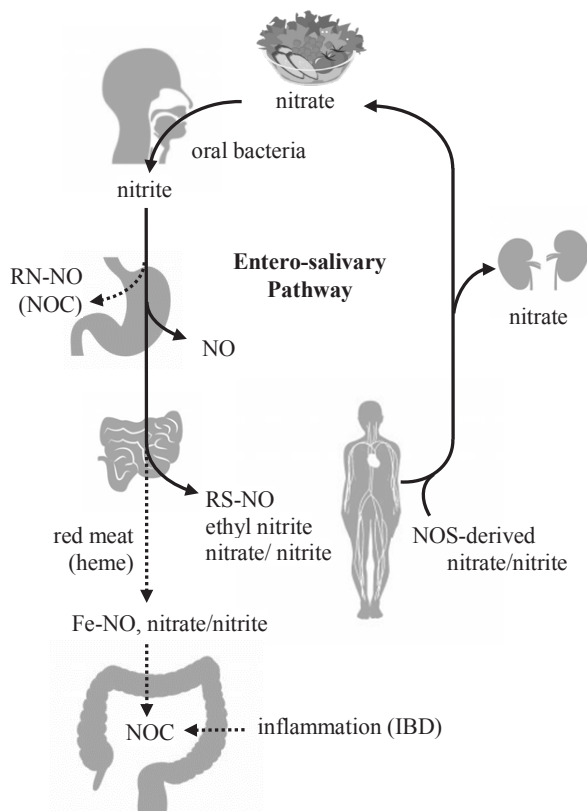 nitrate
oral bacteria
nitrite
Entero-salivary
Pathway
RN-NO
(NOC)
NO
nitrate
RS-NO
ethyl nitrite
nitrate/ nitrite
NOS-derived
nitrate/nitrite
red meat
(heme)
Fe-NO, nitrate/nitrite
NOC
inflammation (IBD)